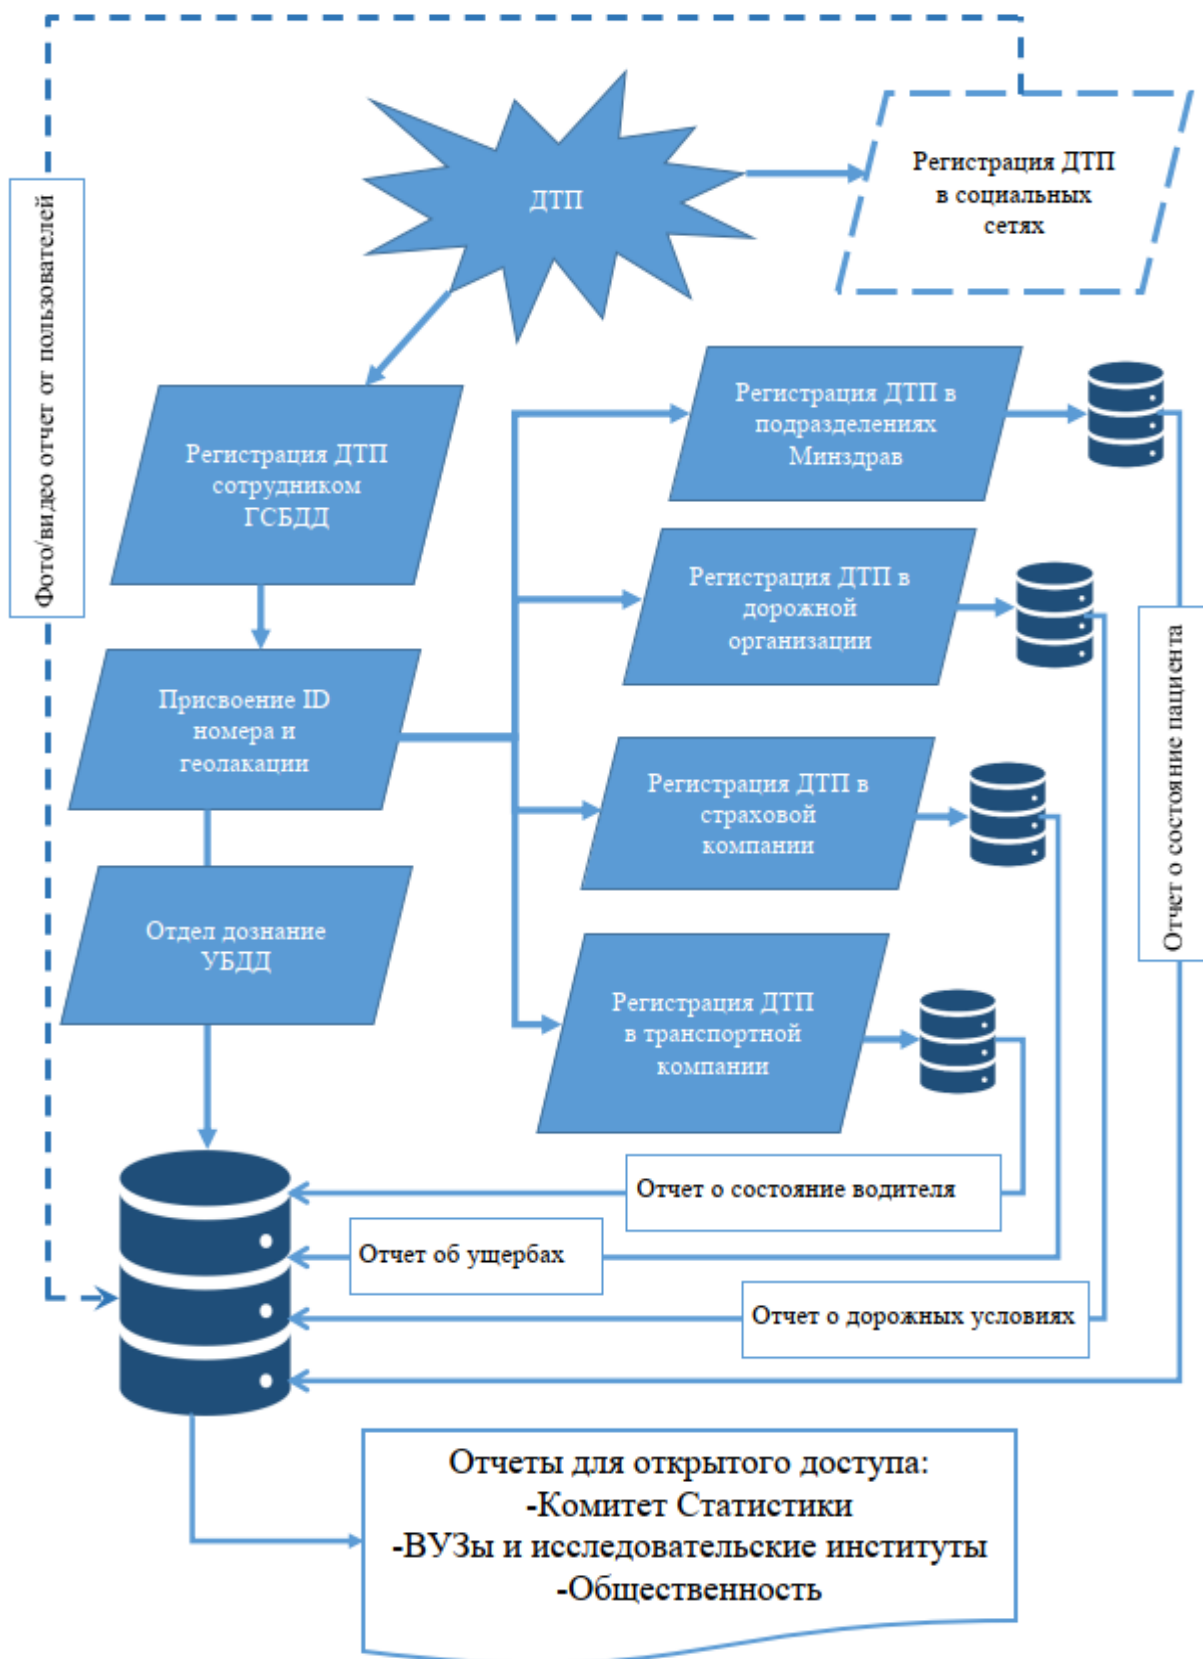 ДТП
Регистрация ДТП
в социальных
сетях
Фото/видео отчет от пользователей
Регистрация ДТП
сотрудником
ГСБДД
Регистрация ДТП в
подразделениях
Минздрав
Регистрация ДТП в
дорожной
организации
Присвоение ID
номера и
геолакации
Регистрация ДТП в
страховой
компании
Отчет о состояние пациента
Отдел дознание
УБДД
Регистрация ДТП
в транспортной
компании
Отчет о состояние водителя
Отчет об ущербах
Отчет о дорожных условиях
Отчеты для открытого доступа:
-Комитет Статистики
-ВУЗы и исследовательские институты
-Общественность